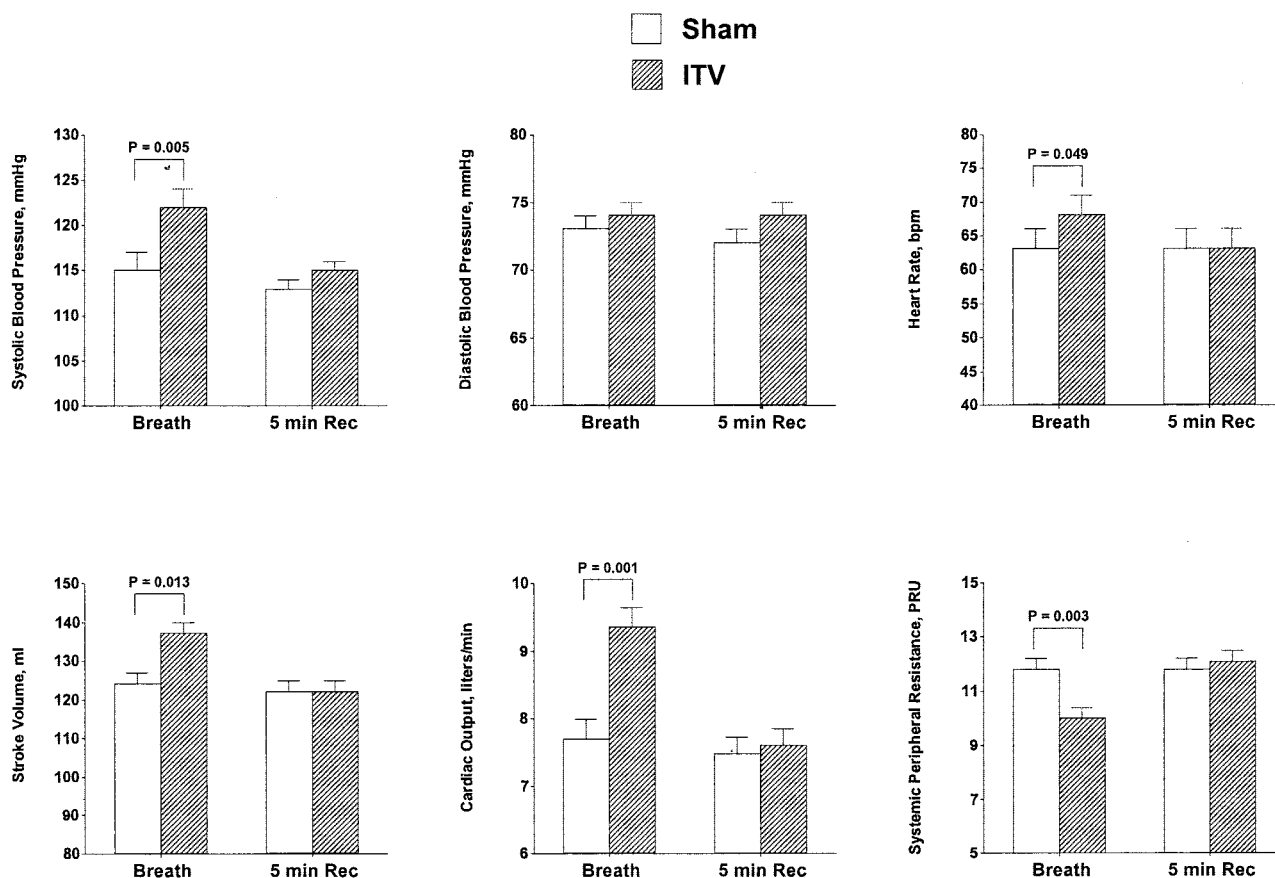 Sham
ITV
Systolic Blood Pressure, mmHg
130
125
120
115
110
105
100
P = 0.005
Breath
5 min Rec
Diastolic Blood Pressure, mmHg
80
75
70
65
60
Breath
5 min Rec
Heart Rate, bpm
80
75
70
65
60
55
50
45
40
P = 0.049
Breath
5 min Rec
Stroke Volume, ml
150
140
130
120
110
100
90
80
P = 0.013
Breath
5 min Rec
Cardiac Output, liters/min
10
9
8
7
6
P = 0.001
Breath
5 min Rec
Systemic Peripheral Resistance, PRU
15
13
11
9
7
5
P = 0.003
Breath
5 min Rec